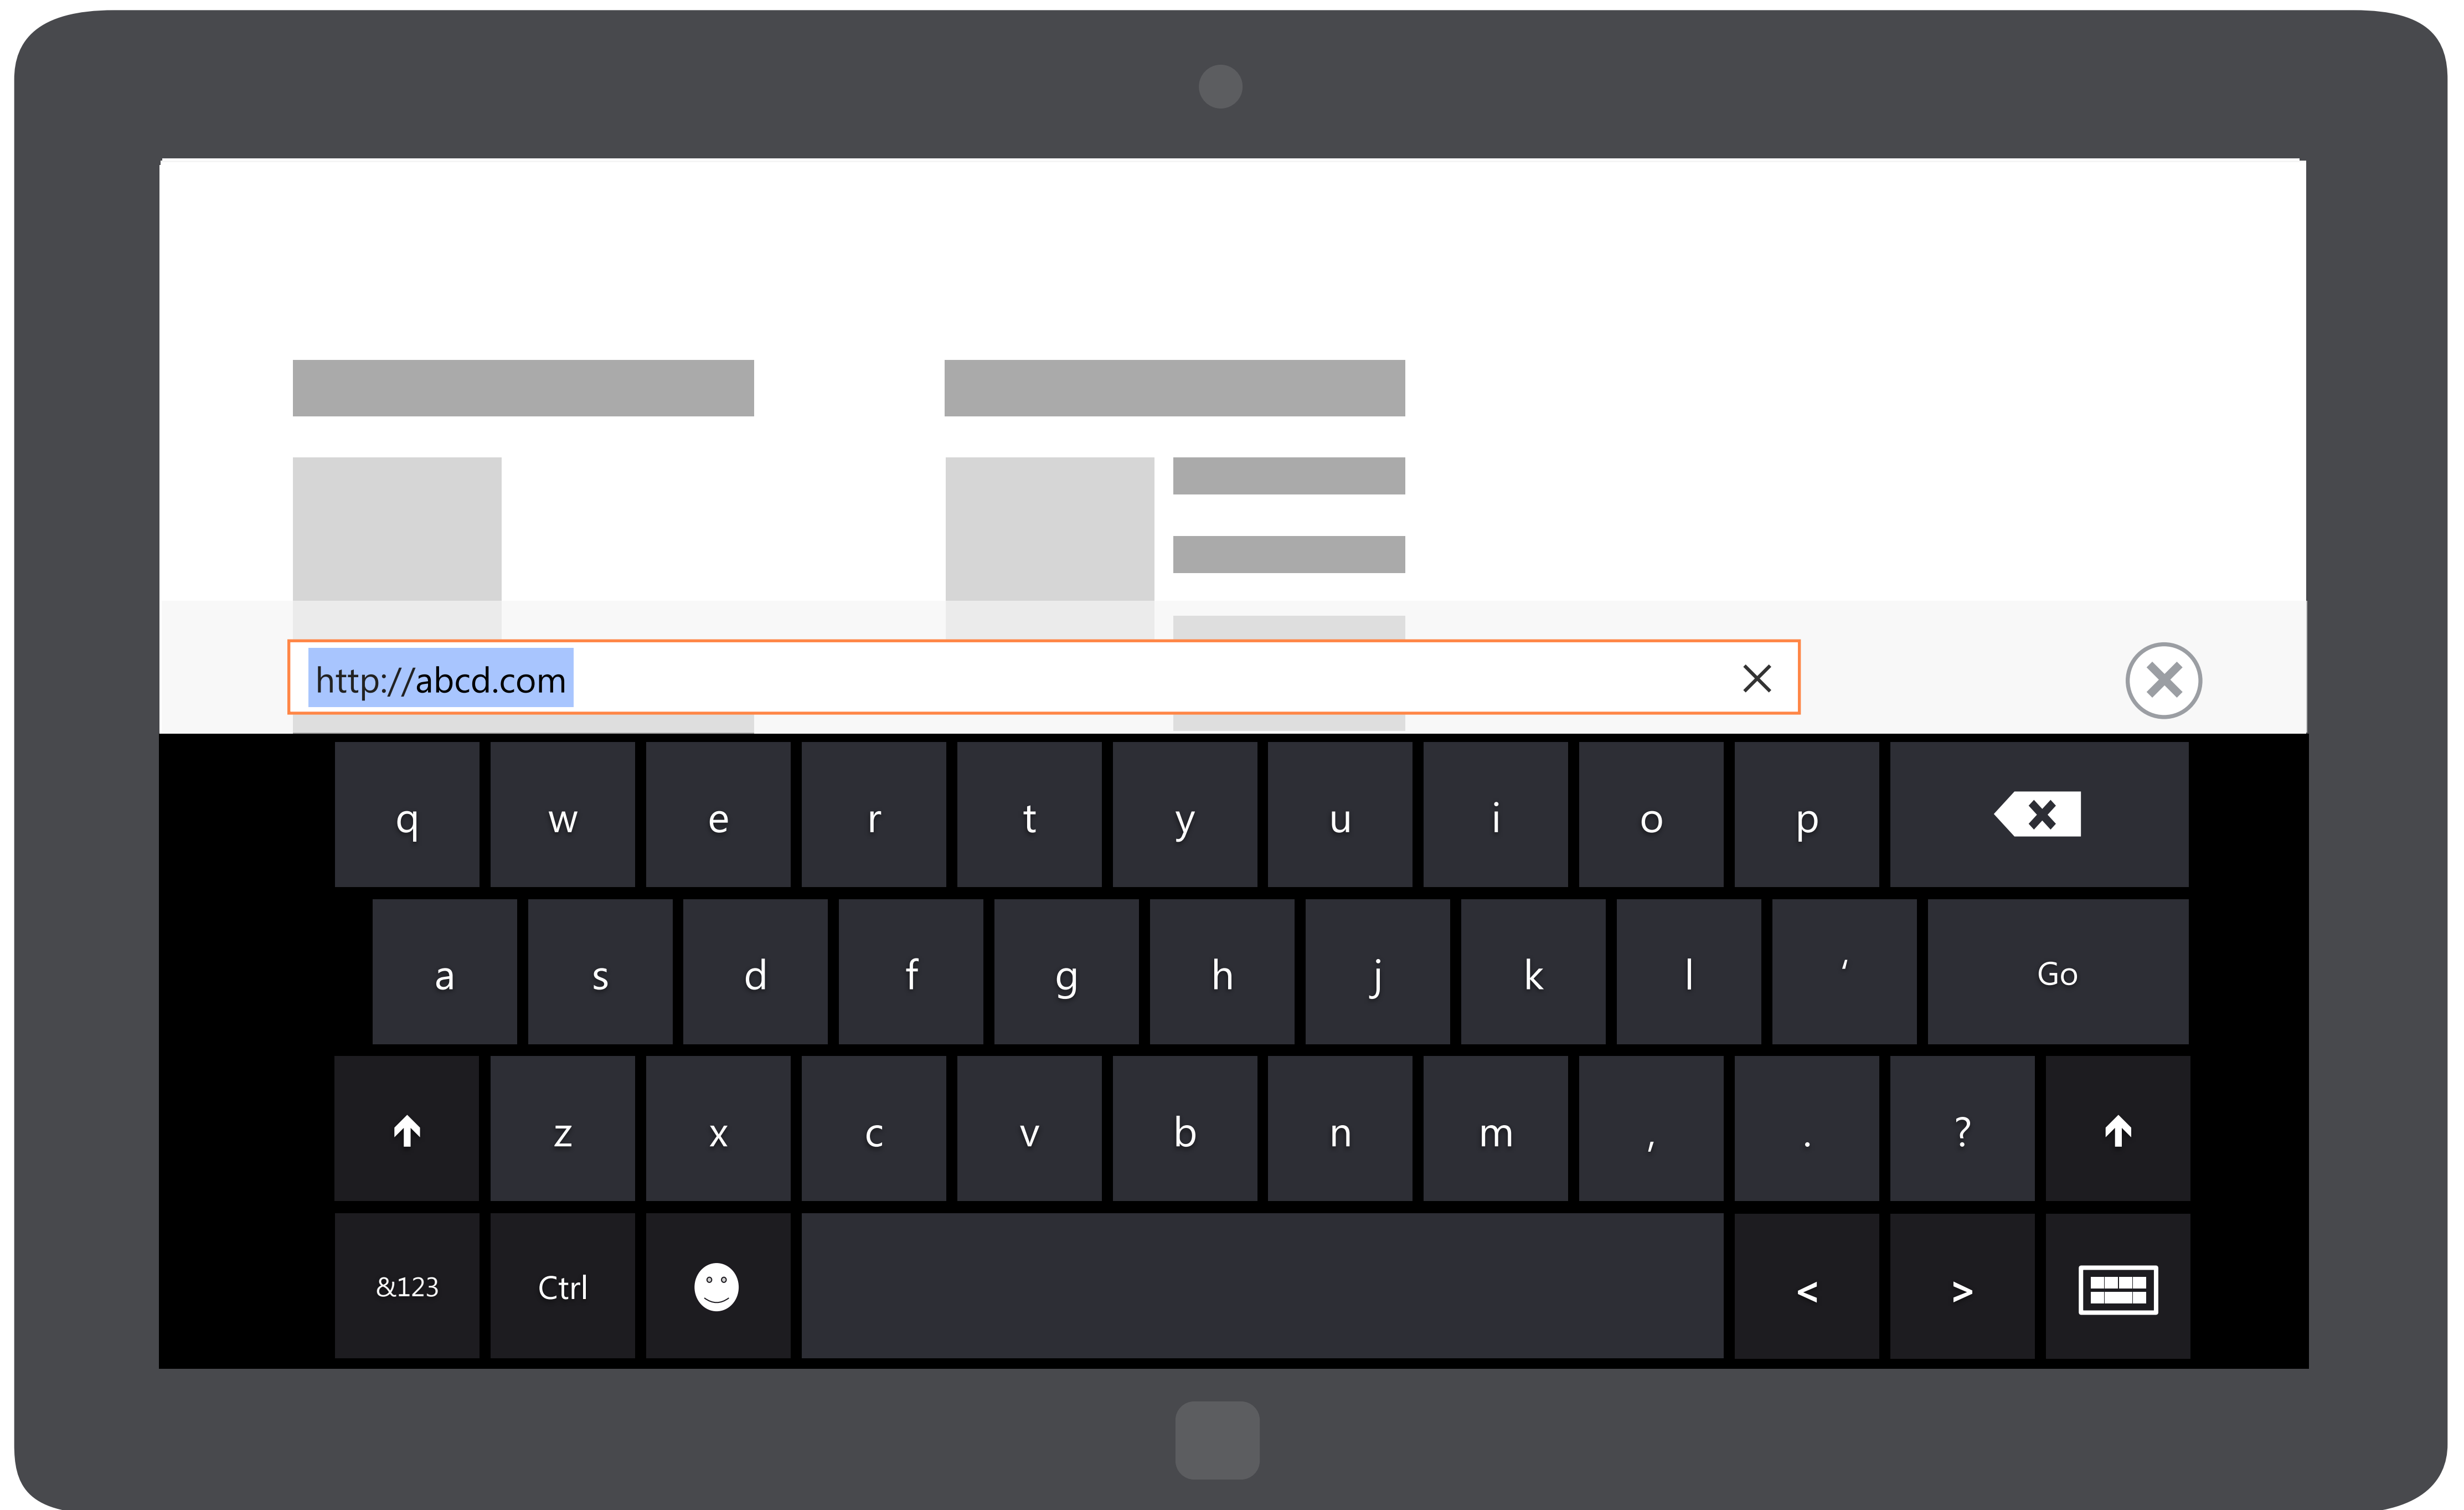 http://abcd.com
q w e r t y u i o p
a s d f g h j k l ‘ Go
z x c v b n m , . ?
&123 Ctrl < >